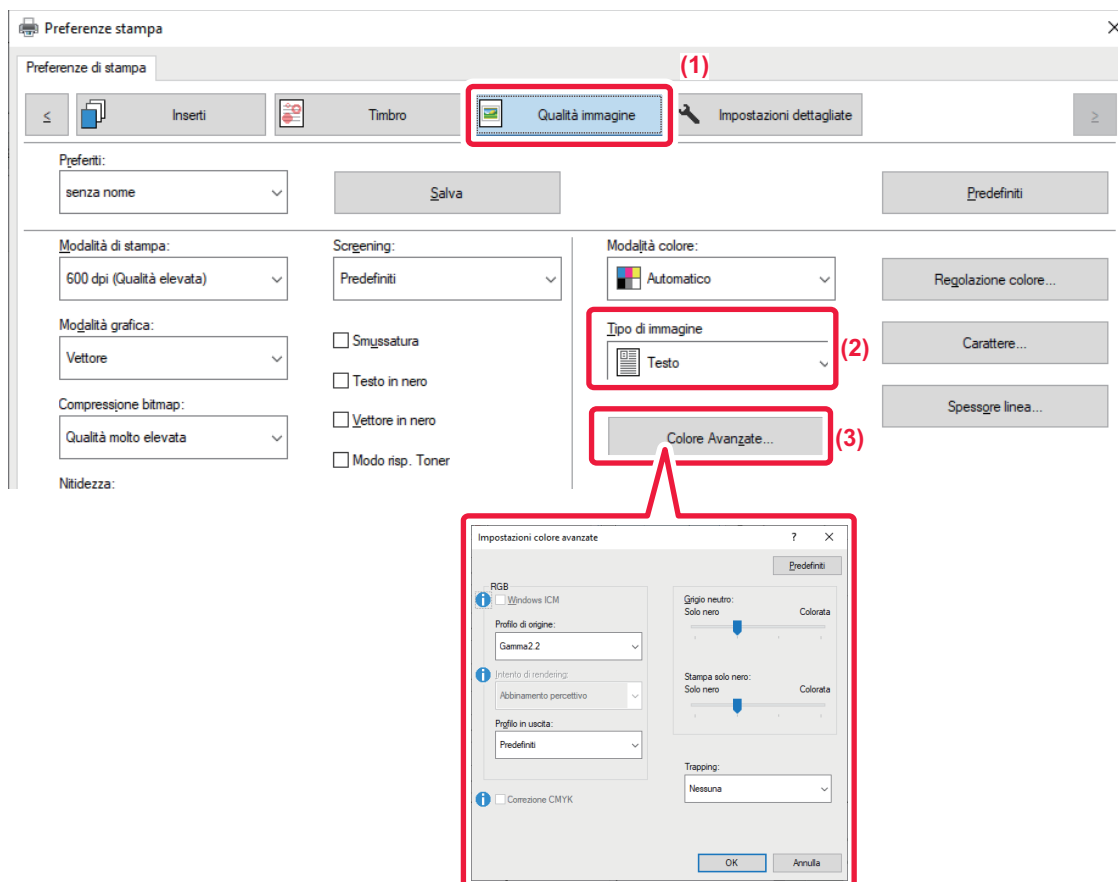 Preferenze stampa
Preferenze di stampa
(1)
<
Inserti
Timbro
Qualità immagine
Impostazioni dettagliate
>
Preferiti:
senza nome
Salva
Predefiniti
Modalità di stampa:
600 dpi (Qualità elevata)
Screening:
Predefiniti
Modalità colore:
Automatico
Regolazione colore...
Modalità grafica:
Vettore
Smussatura
Testo in nero
Tipo di immagine
Testo
(2)
Carattere...
Compressione bitmap:
Qualità molto elevata
Vettore in nero
Modo risp. Toner
Colore Avanzate...
(3)
Spessore linea...
Nitidezza:
Impostazioni colore avanzate
?
Predefiniti
RGB
Windows ICM
Profilo di origine:
Gamma2.2
Intento di rendering:
Abbinamento percettivo
Profilo in uscita:
Predefiniti
Correzione CMYK
Grigio neutro:
Solo nero Colorata
Stampa solo nero:
Solo nero Colorata
Trapping:
Nessuna
OK
Annulla